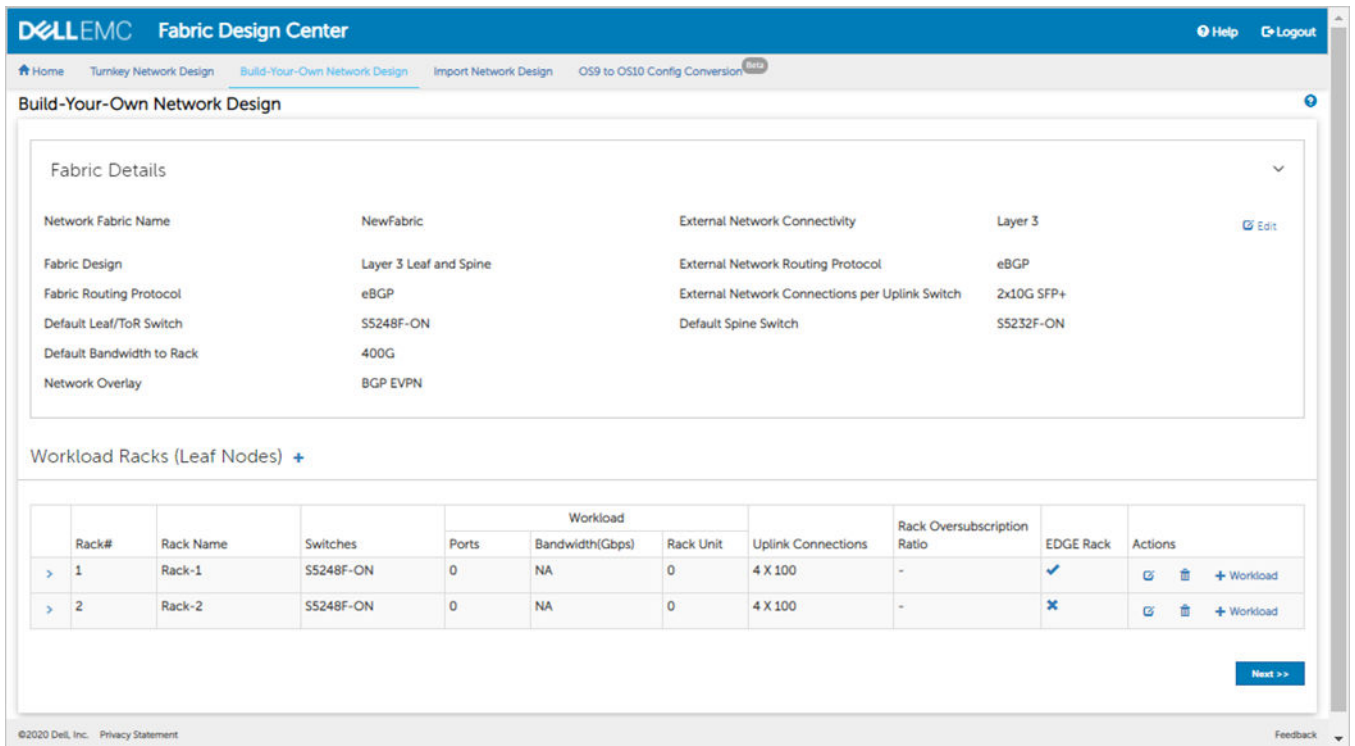 DELLEMC Fabric Design Center
Help Logout
Home Turnkey Network Design Build-Your-Own Network Design Import Network Design OS9 to OS10 Config Conversion Beta
Build-Your-Own Network Design
Fabric Details
Network Fabric Name NewFabric External Network Connectivity Layer 3 Edit
Fabric Design Layer 3 Leaf and Spine External Network Routing Protocol eBGP
Fabric Routing Protocol eBGP External Network Connections per Uplink Switch 2x10G SFP+
Default Leaf/ToR Switch S5248F-ON Default Spine Switch S5232F-ON
Default Bandwidth to Rack 400G
Network Overlay BGP EVPN
Workload Racks (Leaf Nodes) +
Workload
Rack# Rack Name Switches Ports Bandwidth(Gbps) Rack Unit Uplink Connections Rack Oversubscription Ratio EDGE Rack Actions
> 1 Rack-1 S5248F-ON 0 NA 0 4 X 100 - + Workload
> 2 Rack-2 S5248F-ON 0 NA 0 4 X 100 - + Workload
Next >>
©2020 Dell, Inc. Privacy Statement Feedback